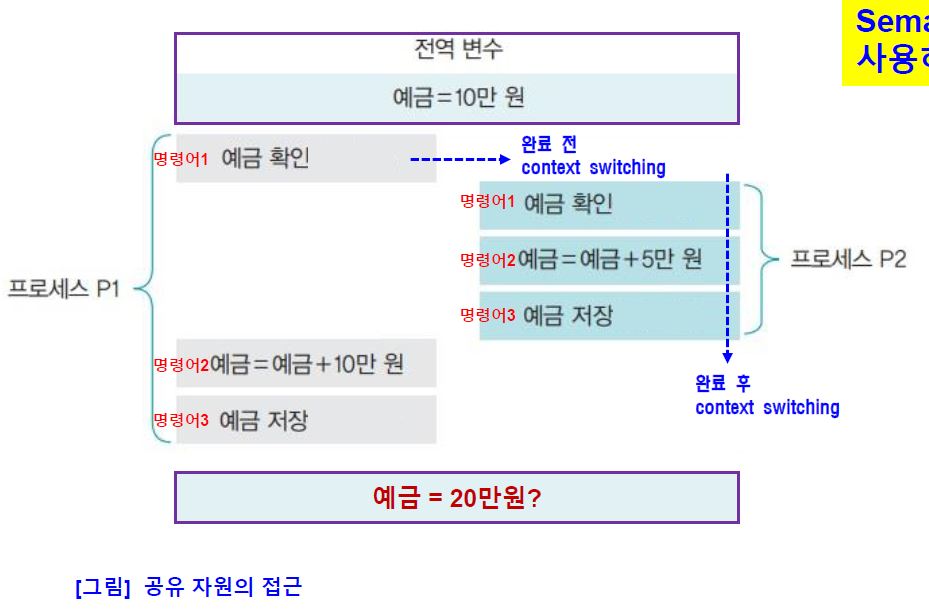 전역 변수
예금=10만 원
명령어1 예금 확인
완료 전
context switching
명령어1 예금 확인
명령어2 예금=예금+5만 원
명령어3 예금 저장
프로세스 P2
프로세스 P1
명령어2 예금=예금+10만 원
명령어3 예금 저장
완료 후
context switching
예금 = 20만원?
[그림] 공유 자원의 접근